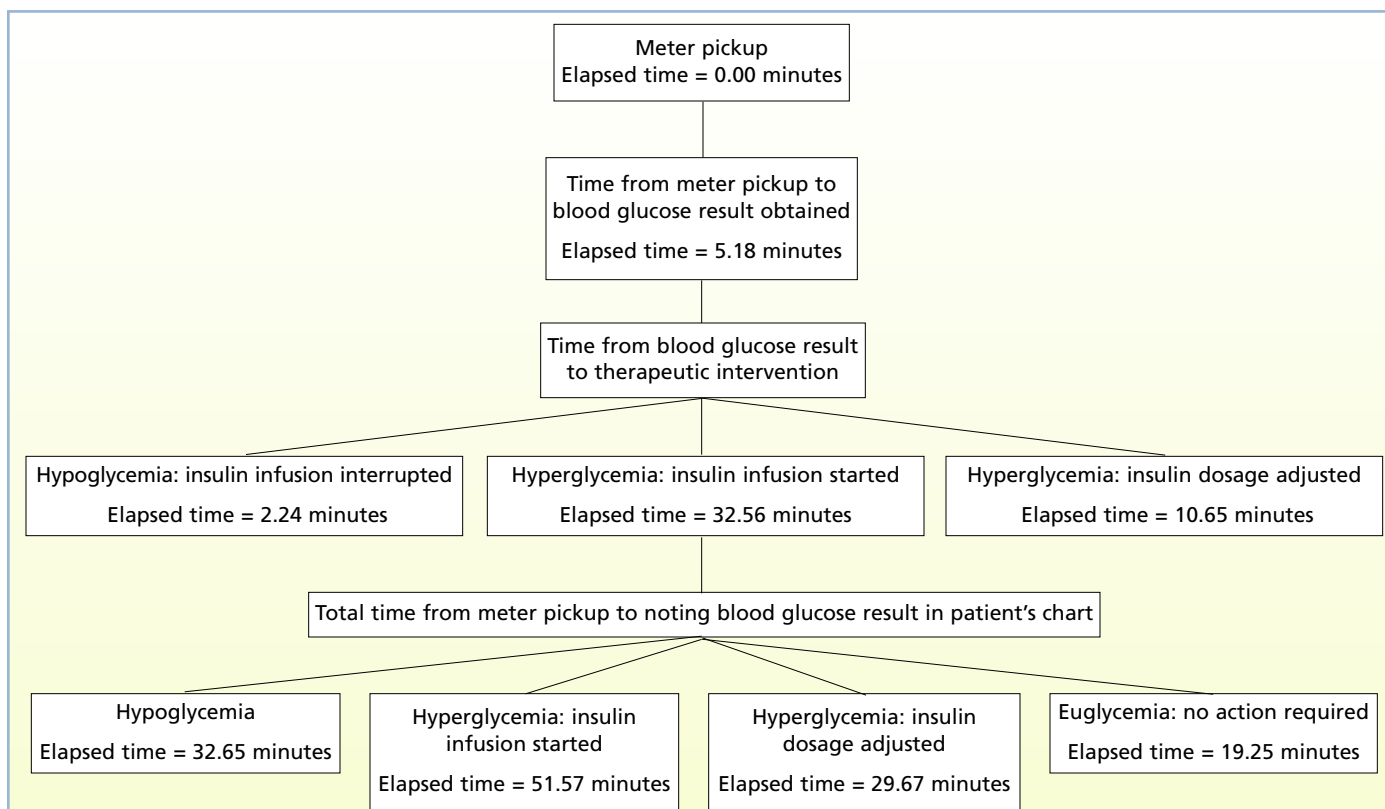 Meter pickup
Elapsed time = 0.00 minutes
Time from meter pickup to
blood glucose result obtained
Elapsed time = 5.18 minutes
Time from blood glucose result
to therapeutic intervention
Hypoglycemia: insulin infusion interrupted
Elapsed time = 2.24 minutes
Hyperglycemia: insulin infusion started
Elapsed time = 32.56 minutes
Hyperglycemia: insulin dosage adjusted
Elapsed time = 10.65 minutes
Total time from meter pickup to noting blood glucose result in patient’s chart
Hypoglycemia
Elapsed time = 32.65 minutes
Hyperglycemia: insulin
infusion started
Elapsed time = 51.57 minutes
Hyperglycemia: insulin
dosage adjusted
Elapsed time = 29.67 minutes
Euglycemia: no action required
Elapsed time = 19.25 minutes